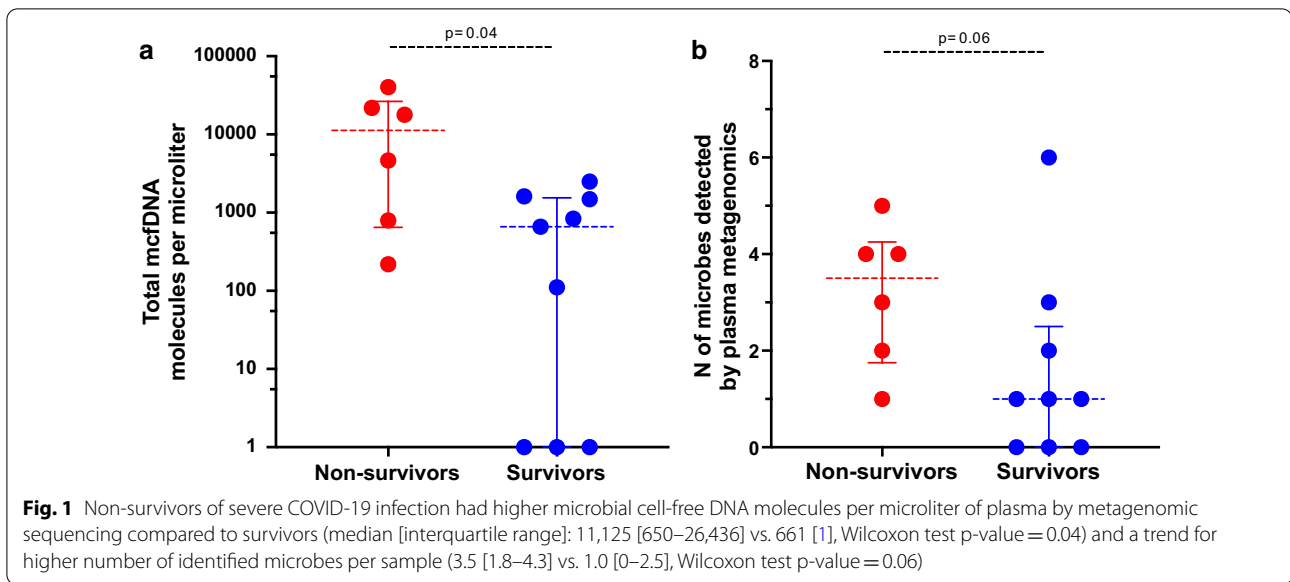 a
p=0.04
100000
10000
1000
100
10
1
Total mcfDNA
molecules per microliter
Non-survivors
Survivors
b
p=0.06
8
6
4
2
0
N of microbes detected
by plasma metagenomics
Non-survivors
Survivors
Fig. 1 Non-survivors of severe COVID-19 infection had higher microbial cell-free DNA molecules per microliter of plasma by metagenomic
sequencing compared to survivors (median [interquartile range]: 11,125 [650–26,436] vs. 661 [1], Wilcoxon test p-value = 0.04) and a trend for
higher number of identified microbes per sample (3.5 [1.8–4.3] vs. 1.0 [0–2.5], Wilcoxon test p-value = 0.06)